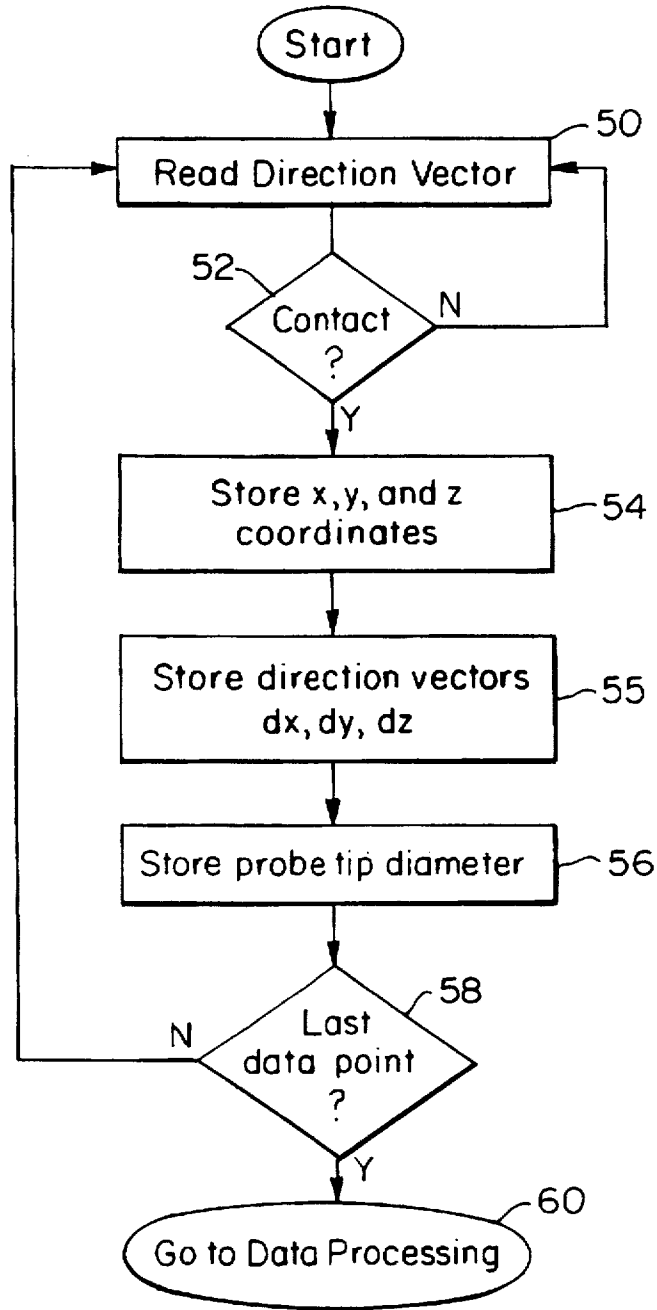 Start
50
Read Direction Vector
52
Contact
?
N
Y
Store x, y, and z
coordinates
54
Store direction vectors
dx, dy, dz
55
Store probe tip diameter
56
58
N
Last
data point
?
Y
60
Go to Data Processing